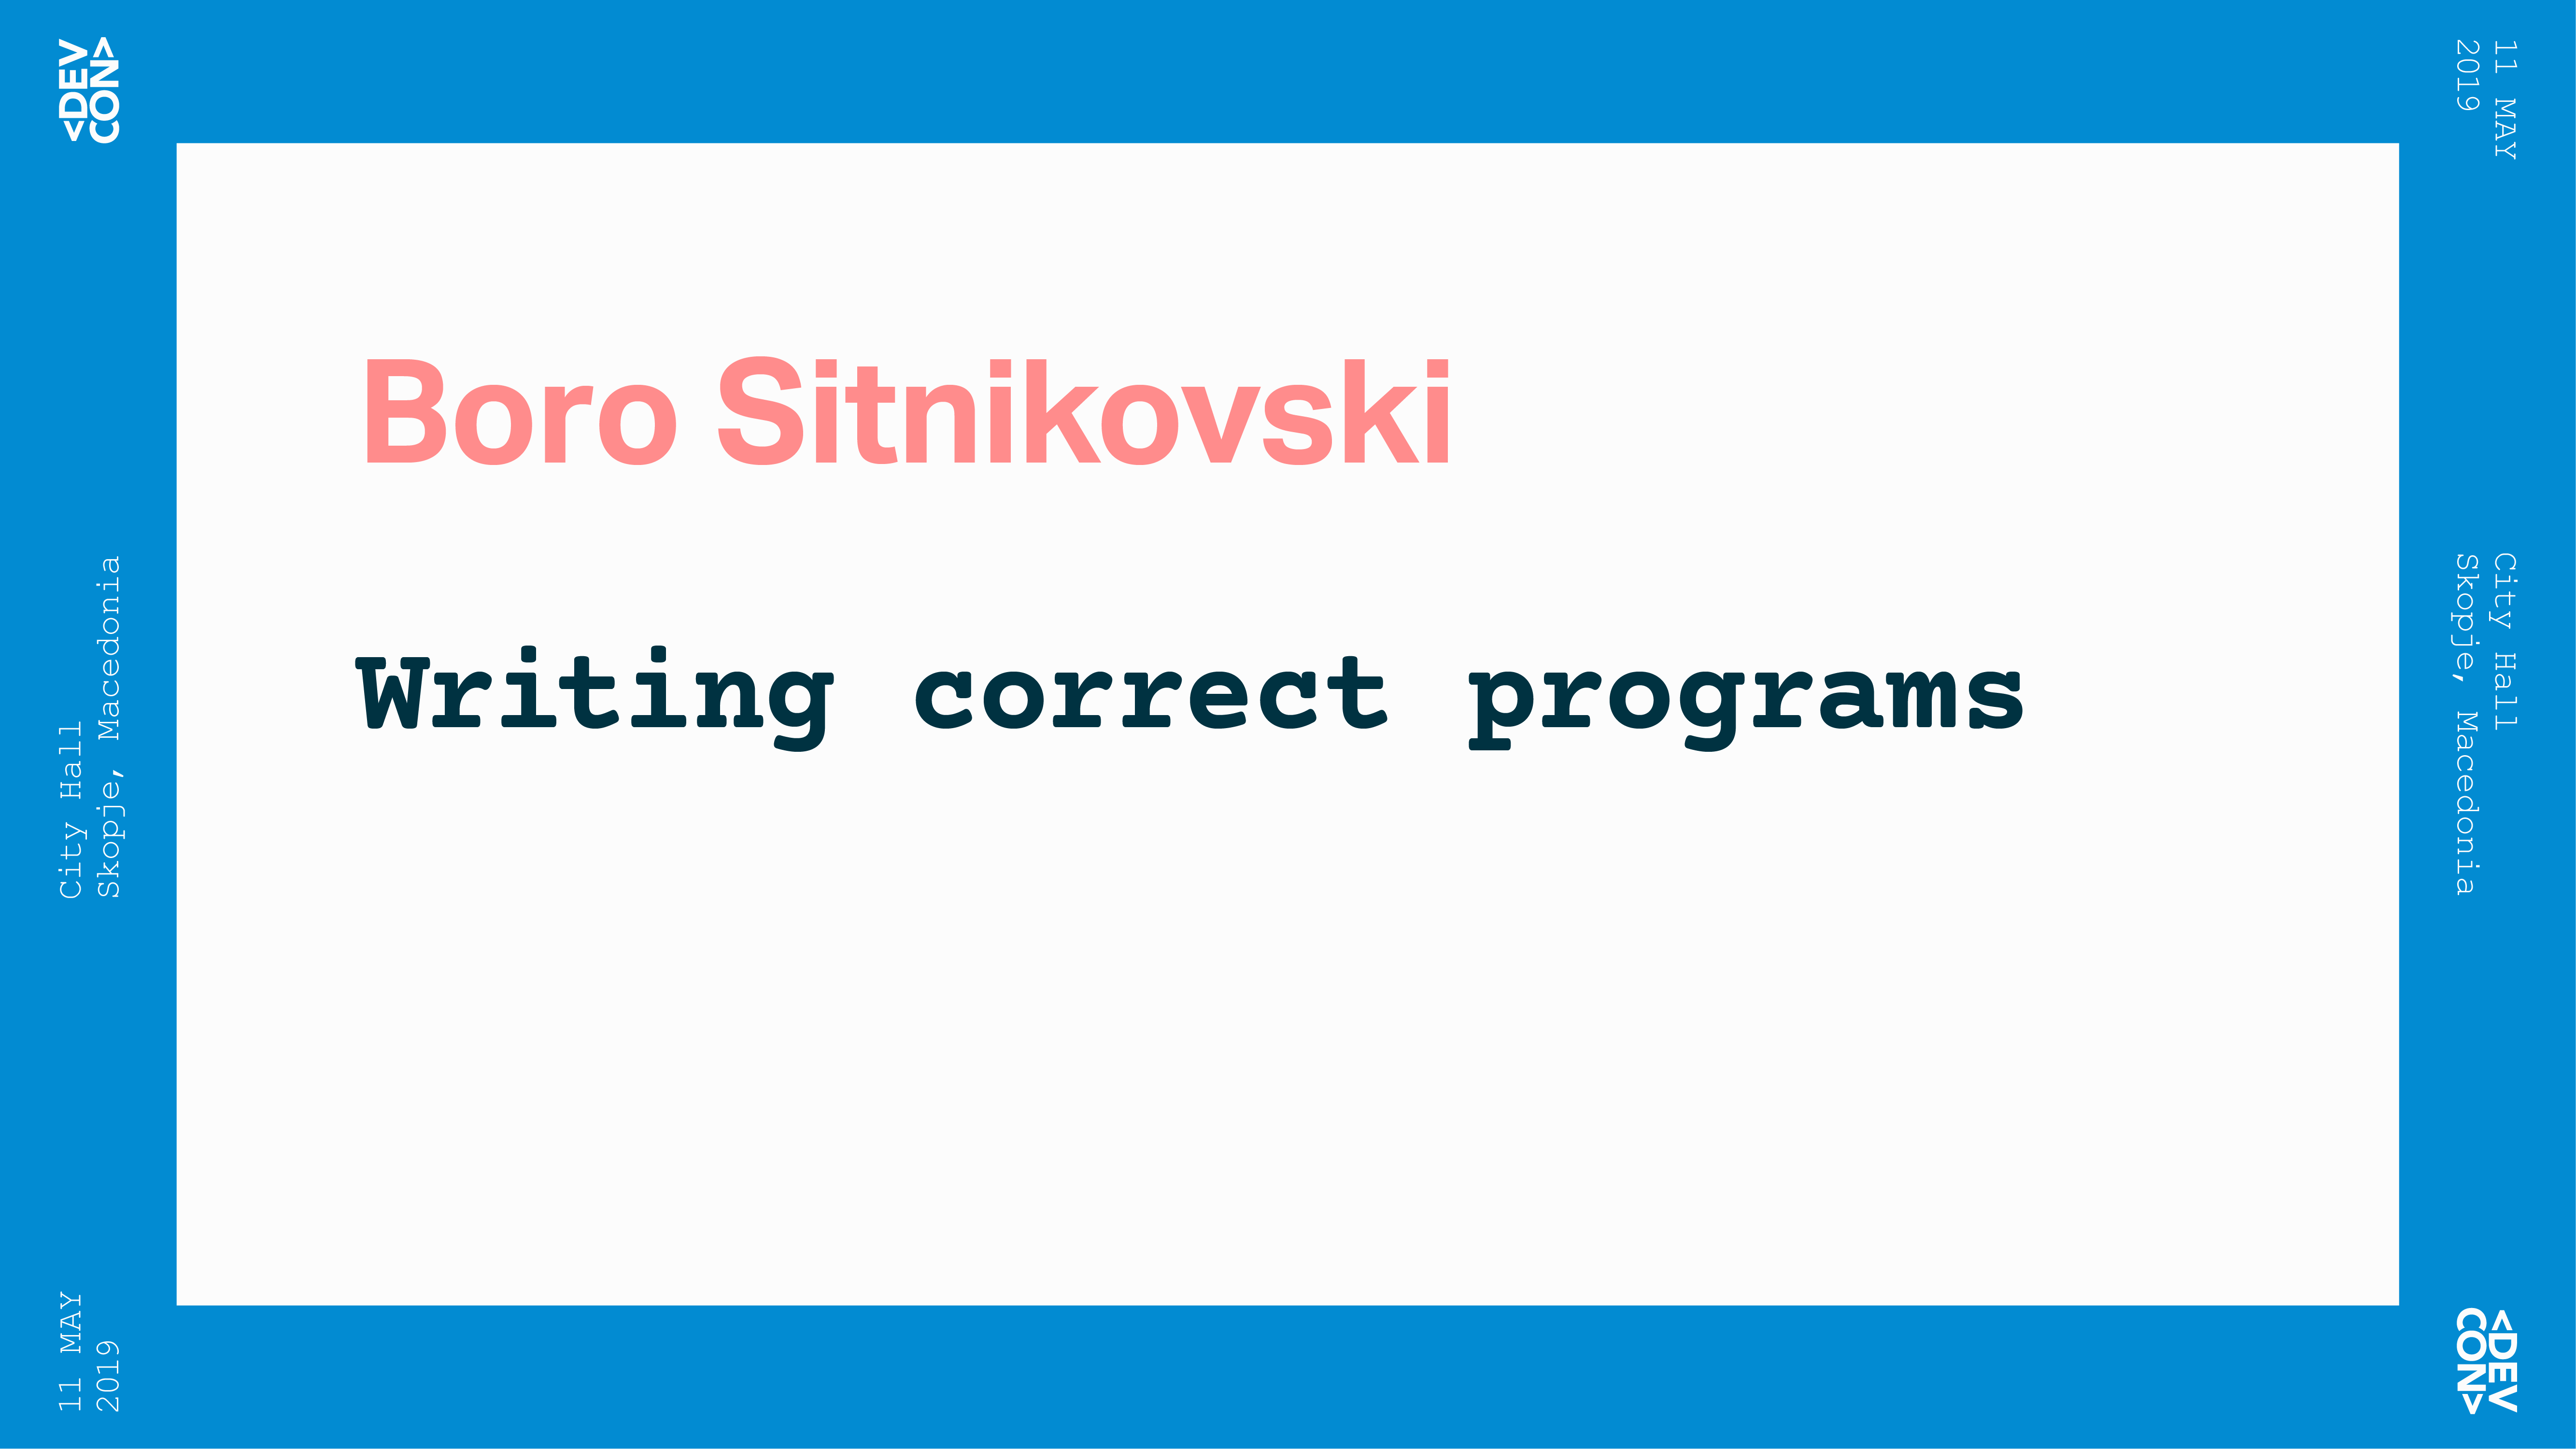 <DEV
CON>
11 MAY
2019
Boro Sitnikovski
Writing correct programs
City Hall
Skopje, Macedonia
City Hall
Skopje, Macedonia
11 MAY
2019
<DEV
CON>